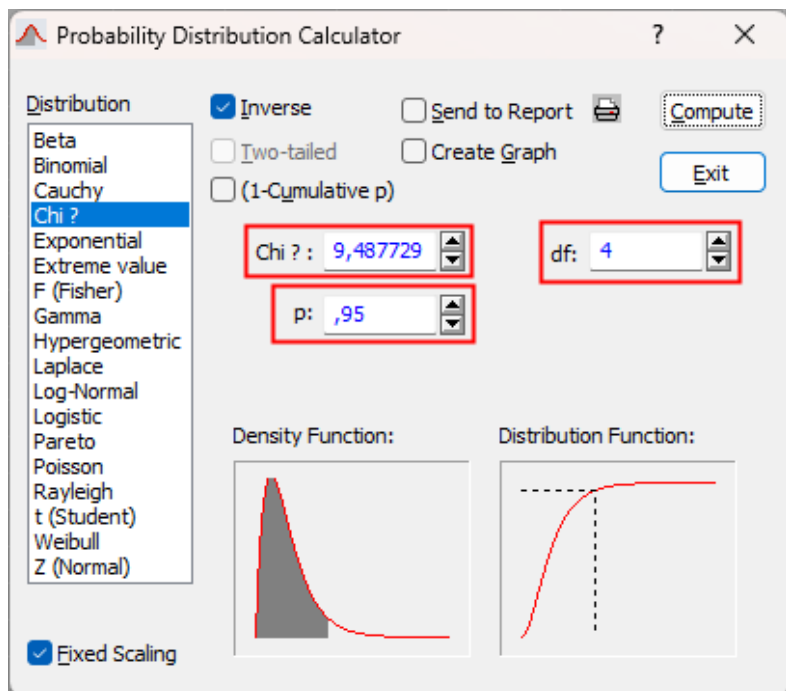 Probability Distribution Calculator ? ×
Distribution
Beta
Binomial
Cauchy
Chi ?
Exponential
Extreme value
F (Fisher)
Gamma
Hypergeometric
Laplace
Log-Normal
Logistic
Pareto
Poisson
Rayleigh
t (Student)
Weibull
Z (Normal)
Fixed Scaling
Inverse
Send to Report
Compute
Two-tailed
Create Graph
Exit
(1-Cumulative p)
Chi ? : 9,487729
df: 4
p: ,95
Density Function:
Distribution Function: